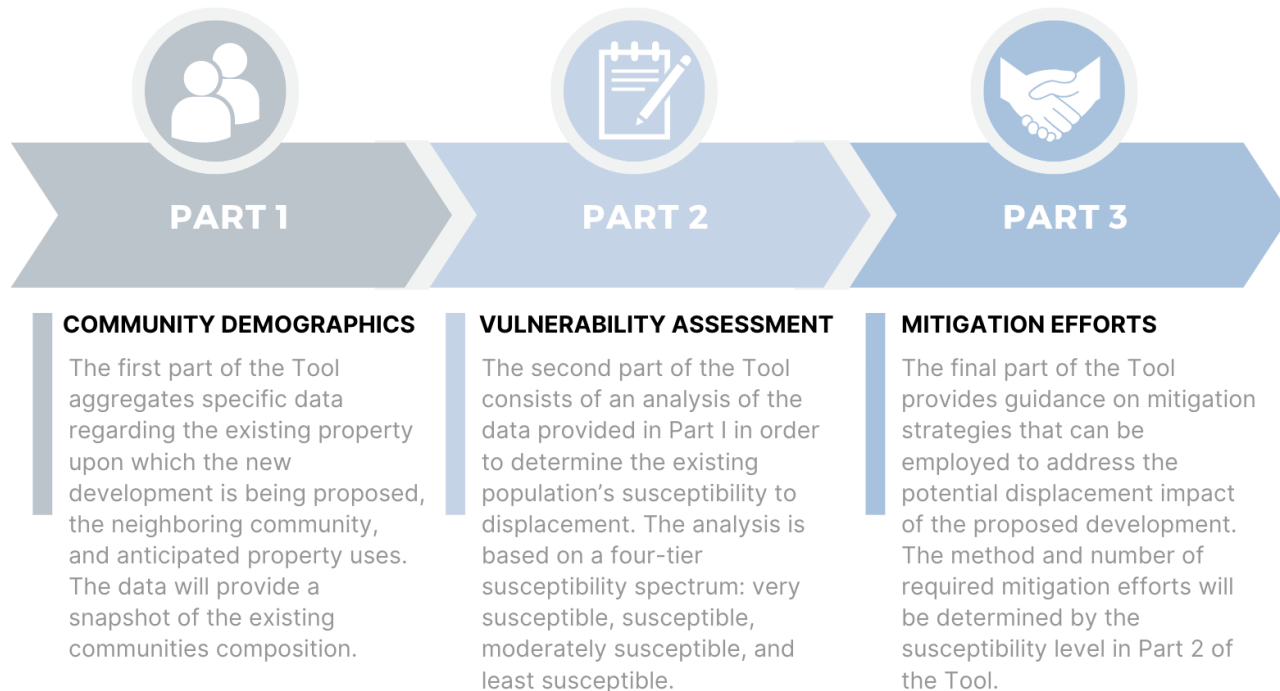 PART 1
PART 2
PART 3
COMMUNITY DEMOGRAPHICS
The first part of the Tool
aggregates specific data
regarding the existing property
upon which the new
development is being proposed,
the neighboring community,
and anticipated property uses.
The data will provide a
snapshot of the existing
communities composition.
VULNERABILITY ASSESSMENT
The second part of the Tool
consists of an analysis of the
data provided in Part I in order
to determine the existing
population’s susceptibility to
displacement. The analysis is
based on a four-tier
susceptibility spectrum: very
susceptible, susceptible,
moderately susceptible, and
least susceptible.
MITIGATION EFFORTS
The final part of the Tool
provides guidance on mitigation
strategies that can be
employed to address the
potential displacement impact
of the proposed development.
The method and number of
required mitigation efforts will
be determined by the
susceptibility level in Part 2 of
the Tool.